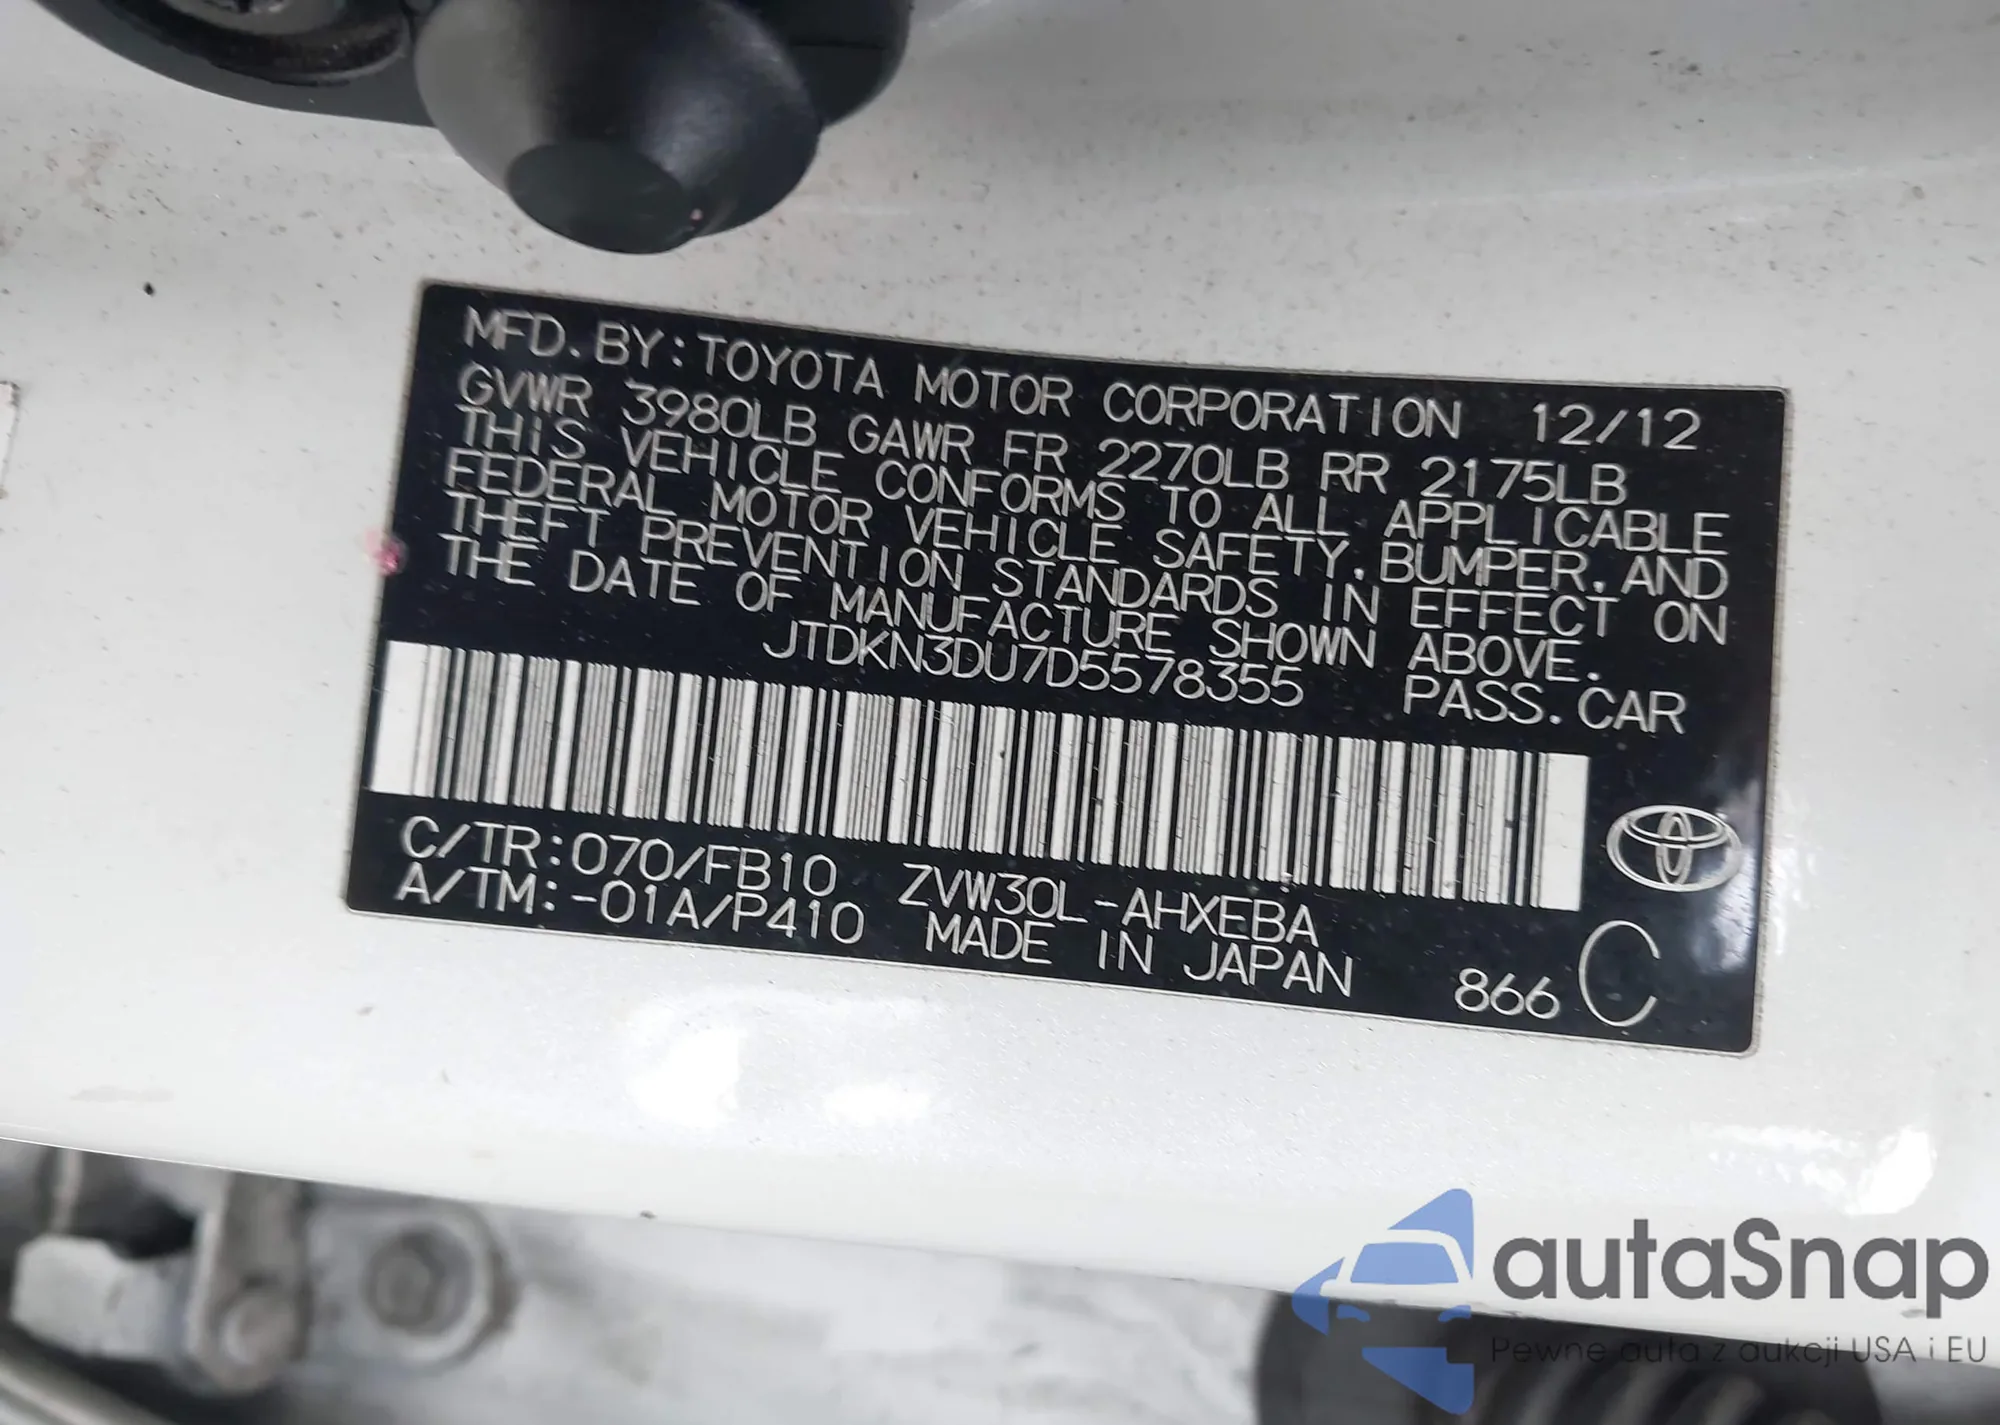 MFD. BY: TOYOTA MOTOR CORPORATION 12/12
GVWR 3980LB GAWR FR 2270LB RR 2175LB
THIS VEHICLE CONFORMS TO ALL APPLICABLE
FEDERAL MOTOR VEHICLE SAFETY, BUMPER, AND
THEFT PREVENTION STANDARDS IN EFFECT ON
THE DATE OF MANUFACTURE SHOWN ABOVE.
JTDKN3DU7D5578355 PASS. CAR
C/TR:070/FB10 ZVW30L-AHXEBA
A/TM:-01A/P410 MADE IN JAPAN 866 C
autaSnap
Pewne auta z aukcji USA i EU